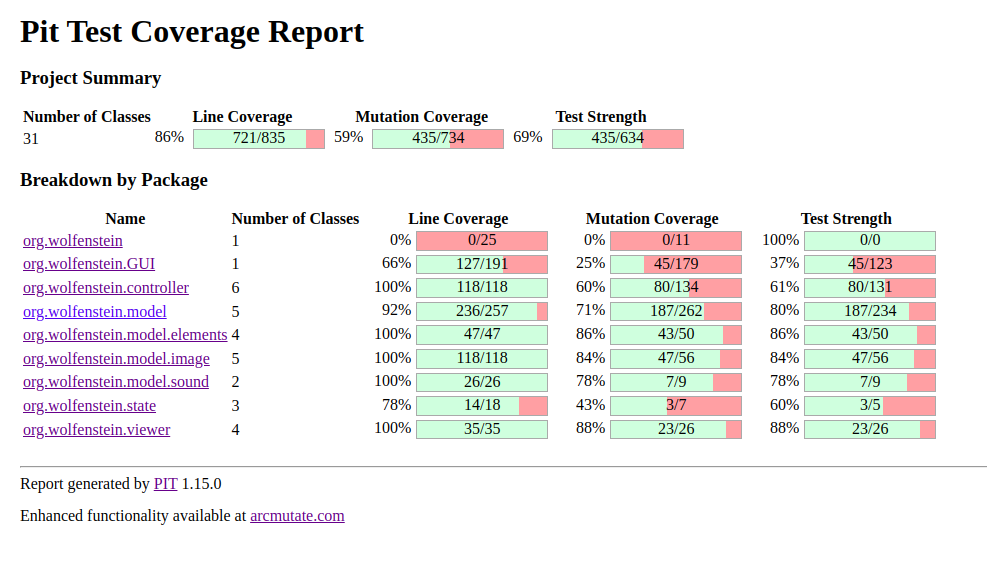 Pit Test Coverage Report
Project Summary
Number of Classes Line Coverage Mutation Coverage Test Strength
31 86% 721/835 59% 435/734 69% 435/634
Breakdown by Package
Name Number of Classes Line Coverage Mutation Coverage Test Strength
org.wolfenstein 1 0% 0/25 0% 0/11 100% 0/0
org.wolfenstein.GUI 1 66% 127/191 25% 45/179 37% 45/123
org.wolfenstein.controller 6 100% 118/118 60% 80/134 61% 80/131
org.wolfenstein.model 5 92% 236/257 71% 187/262 80% 187/234
org.wolfenstein.model.elements 4 100% 47/47 86% 43/50 86% 43/50
org.wolfenstein.model.image 5 100% 118/118 84% 47/56 84% 47/56
org.wolfenstein.model.sound 2 100% 26/26 78% 7/9 78% 7/9
org.wolfenstein.state 3 78% 14/18 43% 3/7 60% 3/5
org.wolfenstein.viewer 4 100% 35/35 88% 23/26 88% 23/26
Report generated by PIT 1.15.0
Enhanced functionality available at arcmutate.com